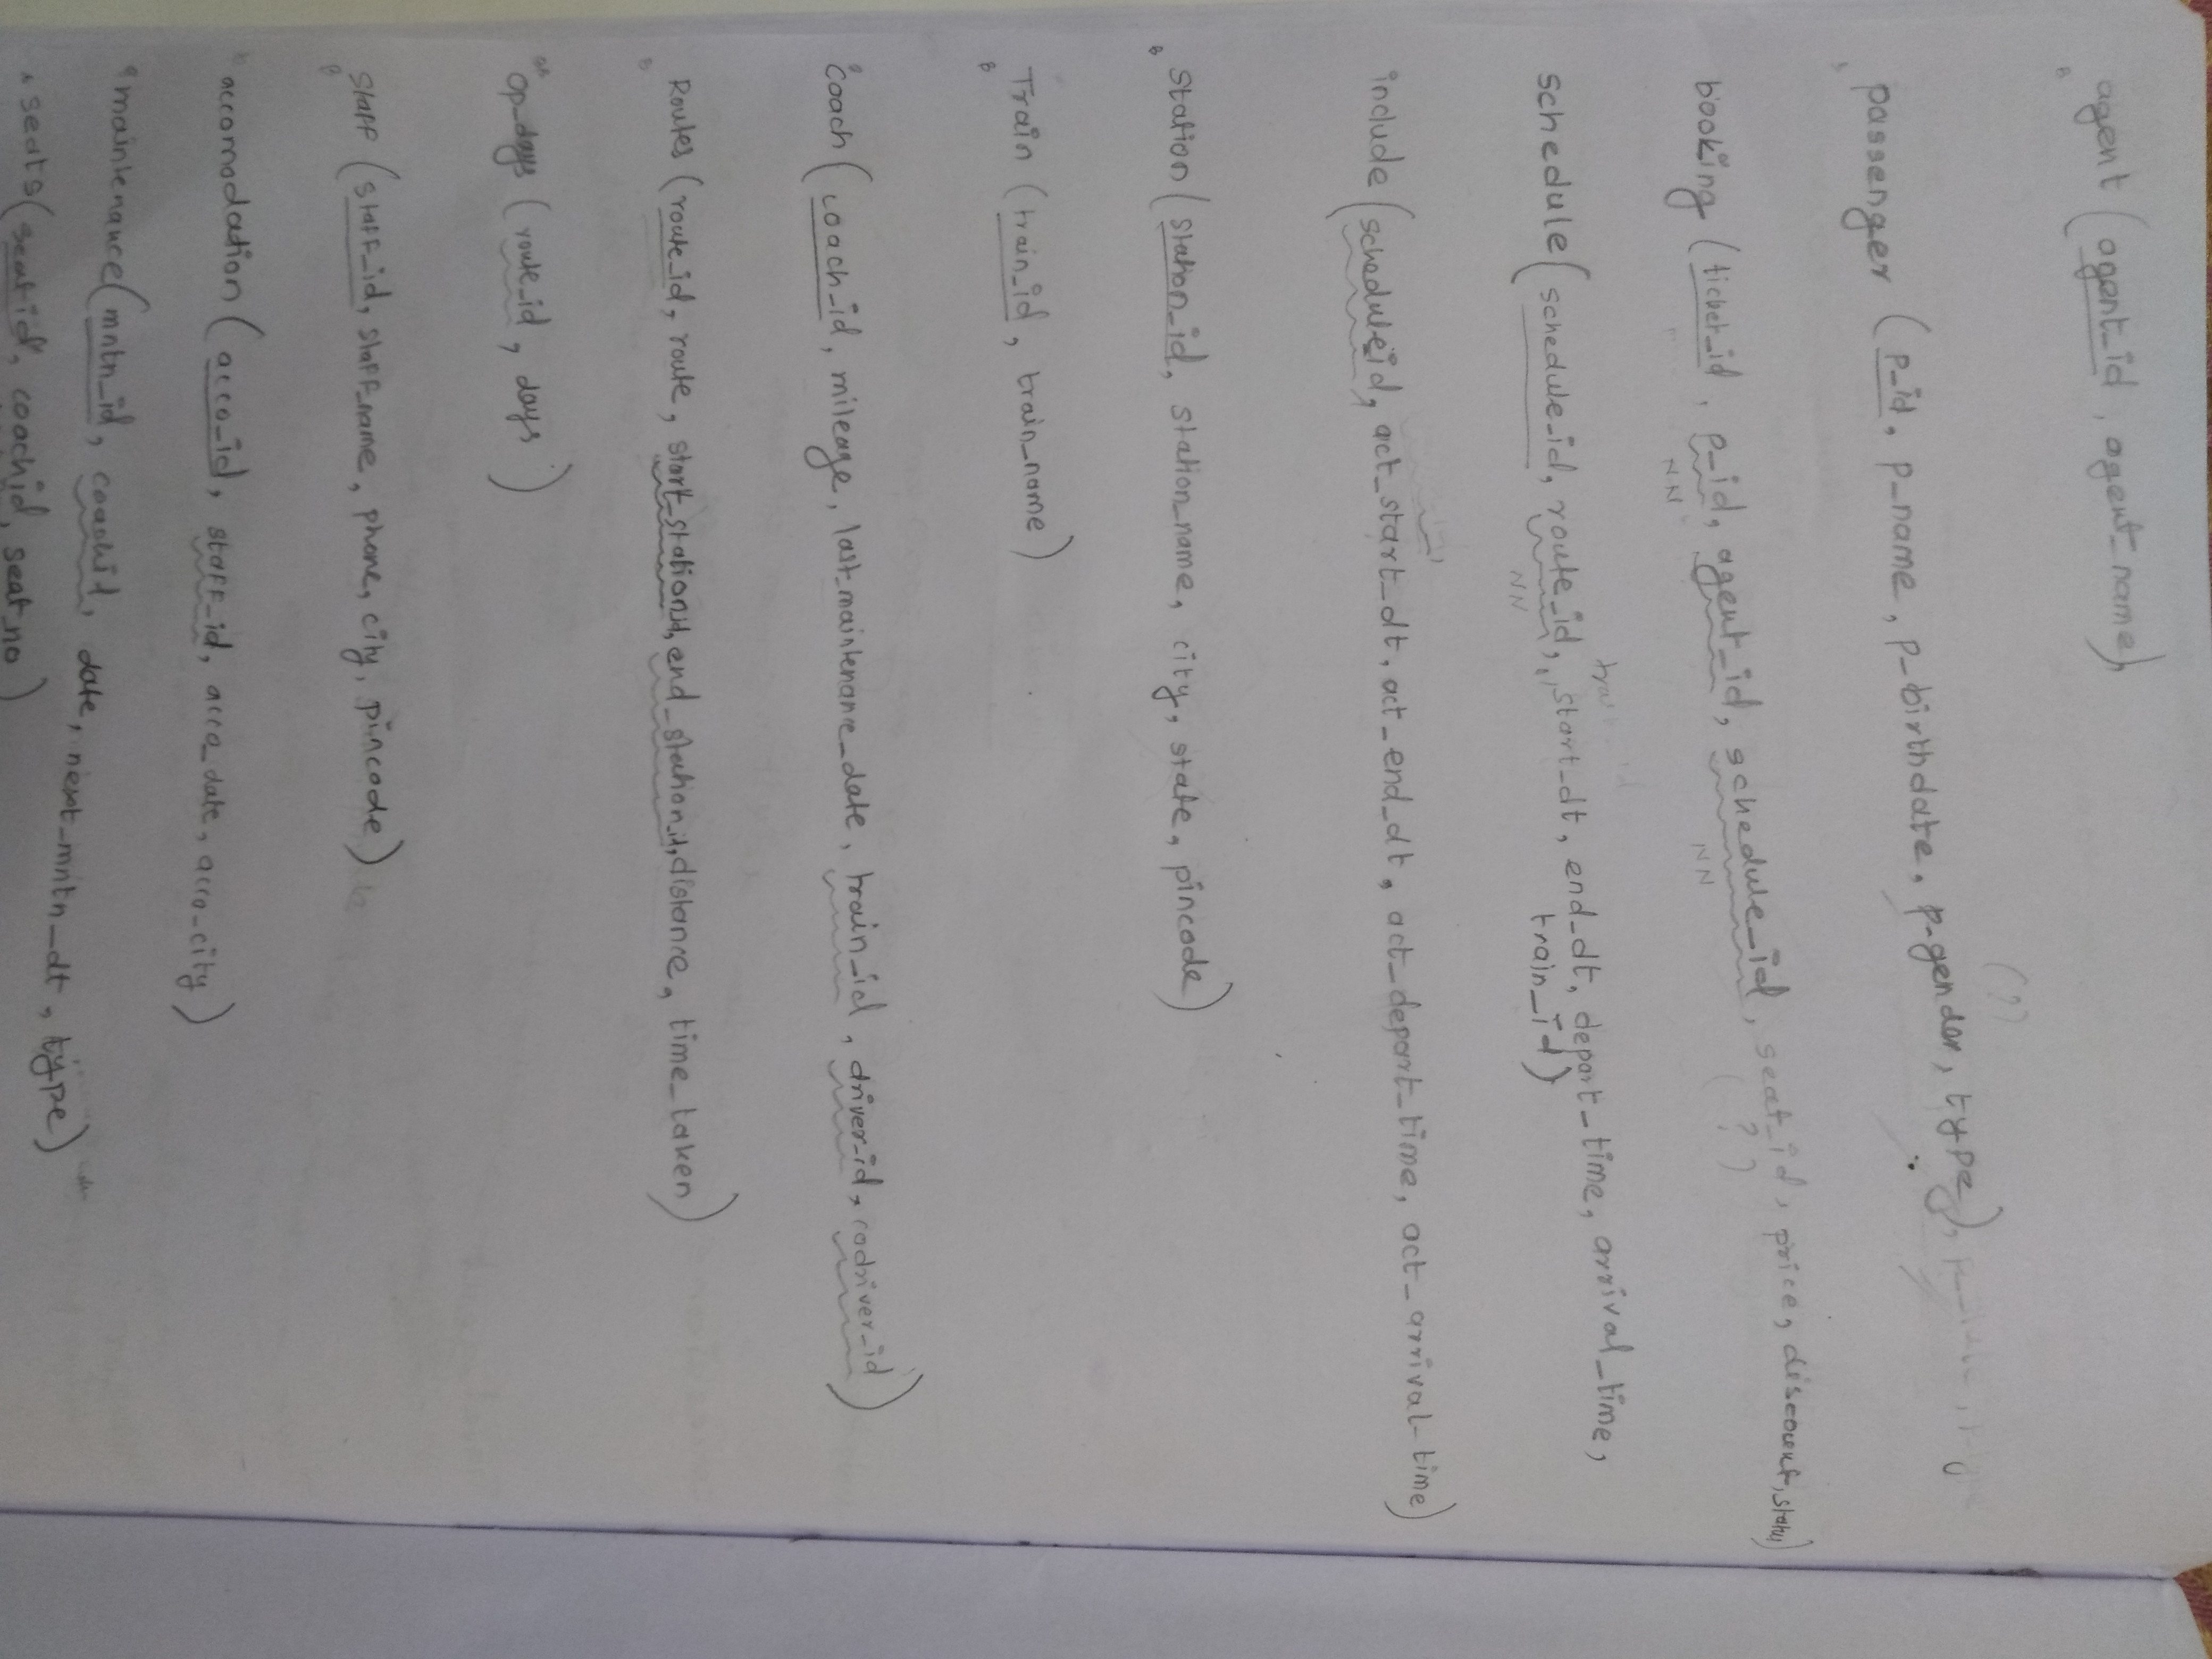 agent (agent_id, agent_name),
B
(?)
passenger (p_id, p_name, p-birthdate, p-gender, type),
booking (ticket_id, p_id, agent_id, schedule_id, seat_id, price, discount, status)
NN NN (?)
schedule (schedule_id, route_id, start_dt, end_dt, depart_time, arrival_time,
NN train_id)
include (scheduleid, act_start_dt, act_end_dt, act_depart_time, act_arrival_time)
B Station (station_id, station_name, city, state, pincode)
Train (train_id, train_name)
B
Coach (coach_id, mileage, last_maintenance_date, train_id, driver_id, codriver_id)
Routes (route_id, route, start_station_id, end_station_id, distance, time_taken)
B
Op_days (route_id, days)
Staff (staff_id, staff_name, phone, city, pincode)
B
accomodation (acco_id, staff_id, acco_date, acco_city)
maintenance (mntn_id, coachid, date, next_mntn_dt, type)
seats (seatid, coachid, seat_no)